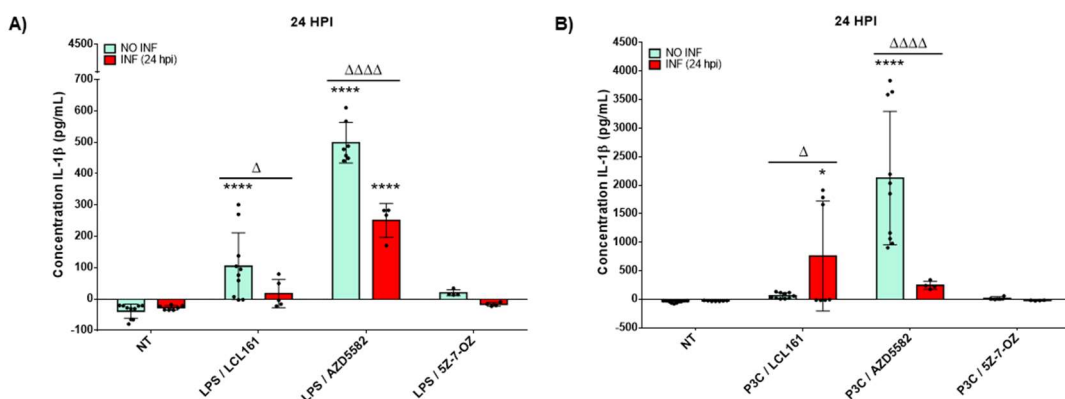 A)
24 HPI
Concentration IL-1β (pg/mL)
4500
700
600
500
400
300
200
100
0
-100
NO INF
INF (24 hpi)
Δ
****
ΔΔΔΔ
****
****
NT
LPS / LCL161
LPS / AZD5582
LPS / 5Z-7-OZ
B)
24 HPI
Concentration IL-1β (pg/mL)
4500
4000
3500
3000
2500
2000
1500
1000
500
0
-500
NO INF
INF (24 hpi)
Δ
*
ΔΔΔΔ
****
NT
P3C / LCL161
P3C / AZD5582
P3C / 5Z-7-OZ